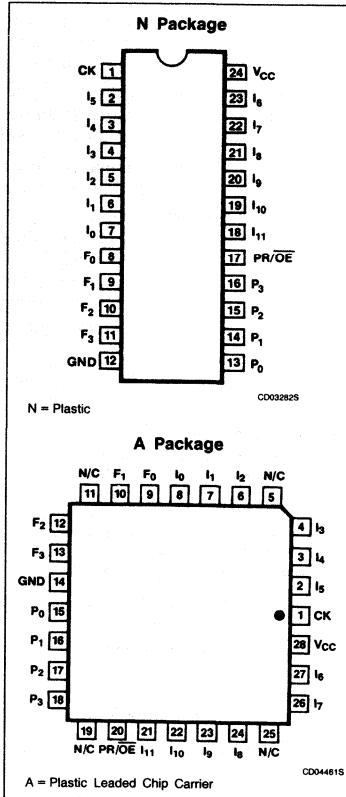 N Package
CK 1 24 VCC
I5 2 23 I6
I4 3 22 I7
I3 4 21 I8
I2 5 20 I9
I1 6 19 I10
I0 7 18 I11
F0 8 17 PR/OE
F1 9 16 P3
F2 10 15 P2
F3 11 14 P1
GND 12 13 P0
CD03282S
N = Plastic
A Package
N/C F1 F0 I0 I1 I2 N/C
11 10 9 8 7 6 5
F2 12 4 I3
F3 13 3 I4
GND 14 2 I5
P0 15 1 CK
P1 16 28 VCC
P2 17 27 I6
P3 18 26 I7
19 20 21 22 23 24 25
N/C PR/OE I11 I10 I9 I8 N/C
CD04461S
A = Plastic Leaded Chip Carrier